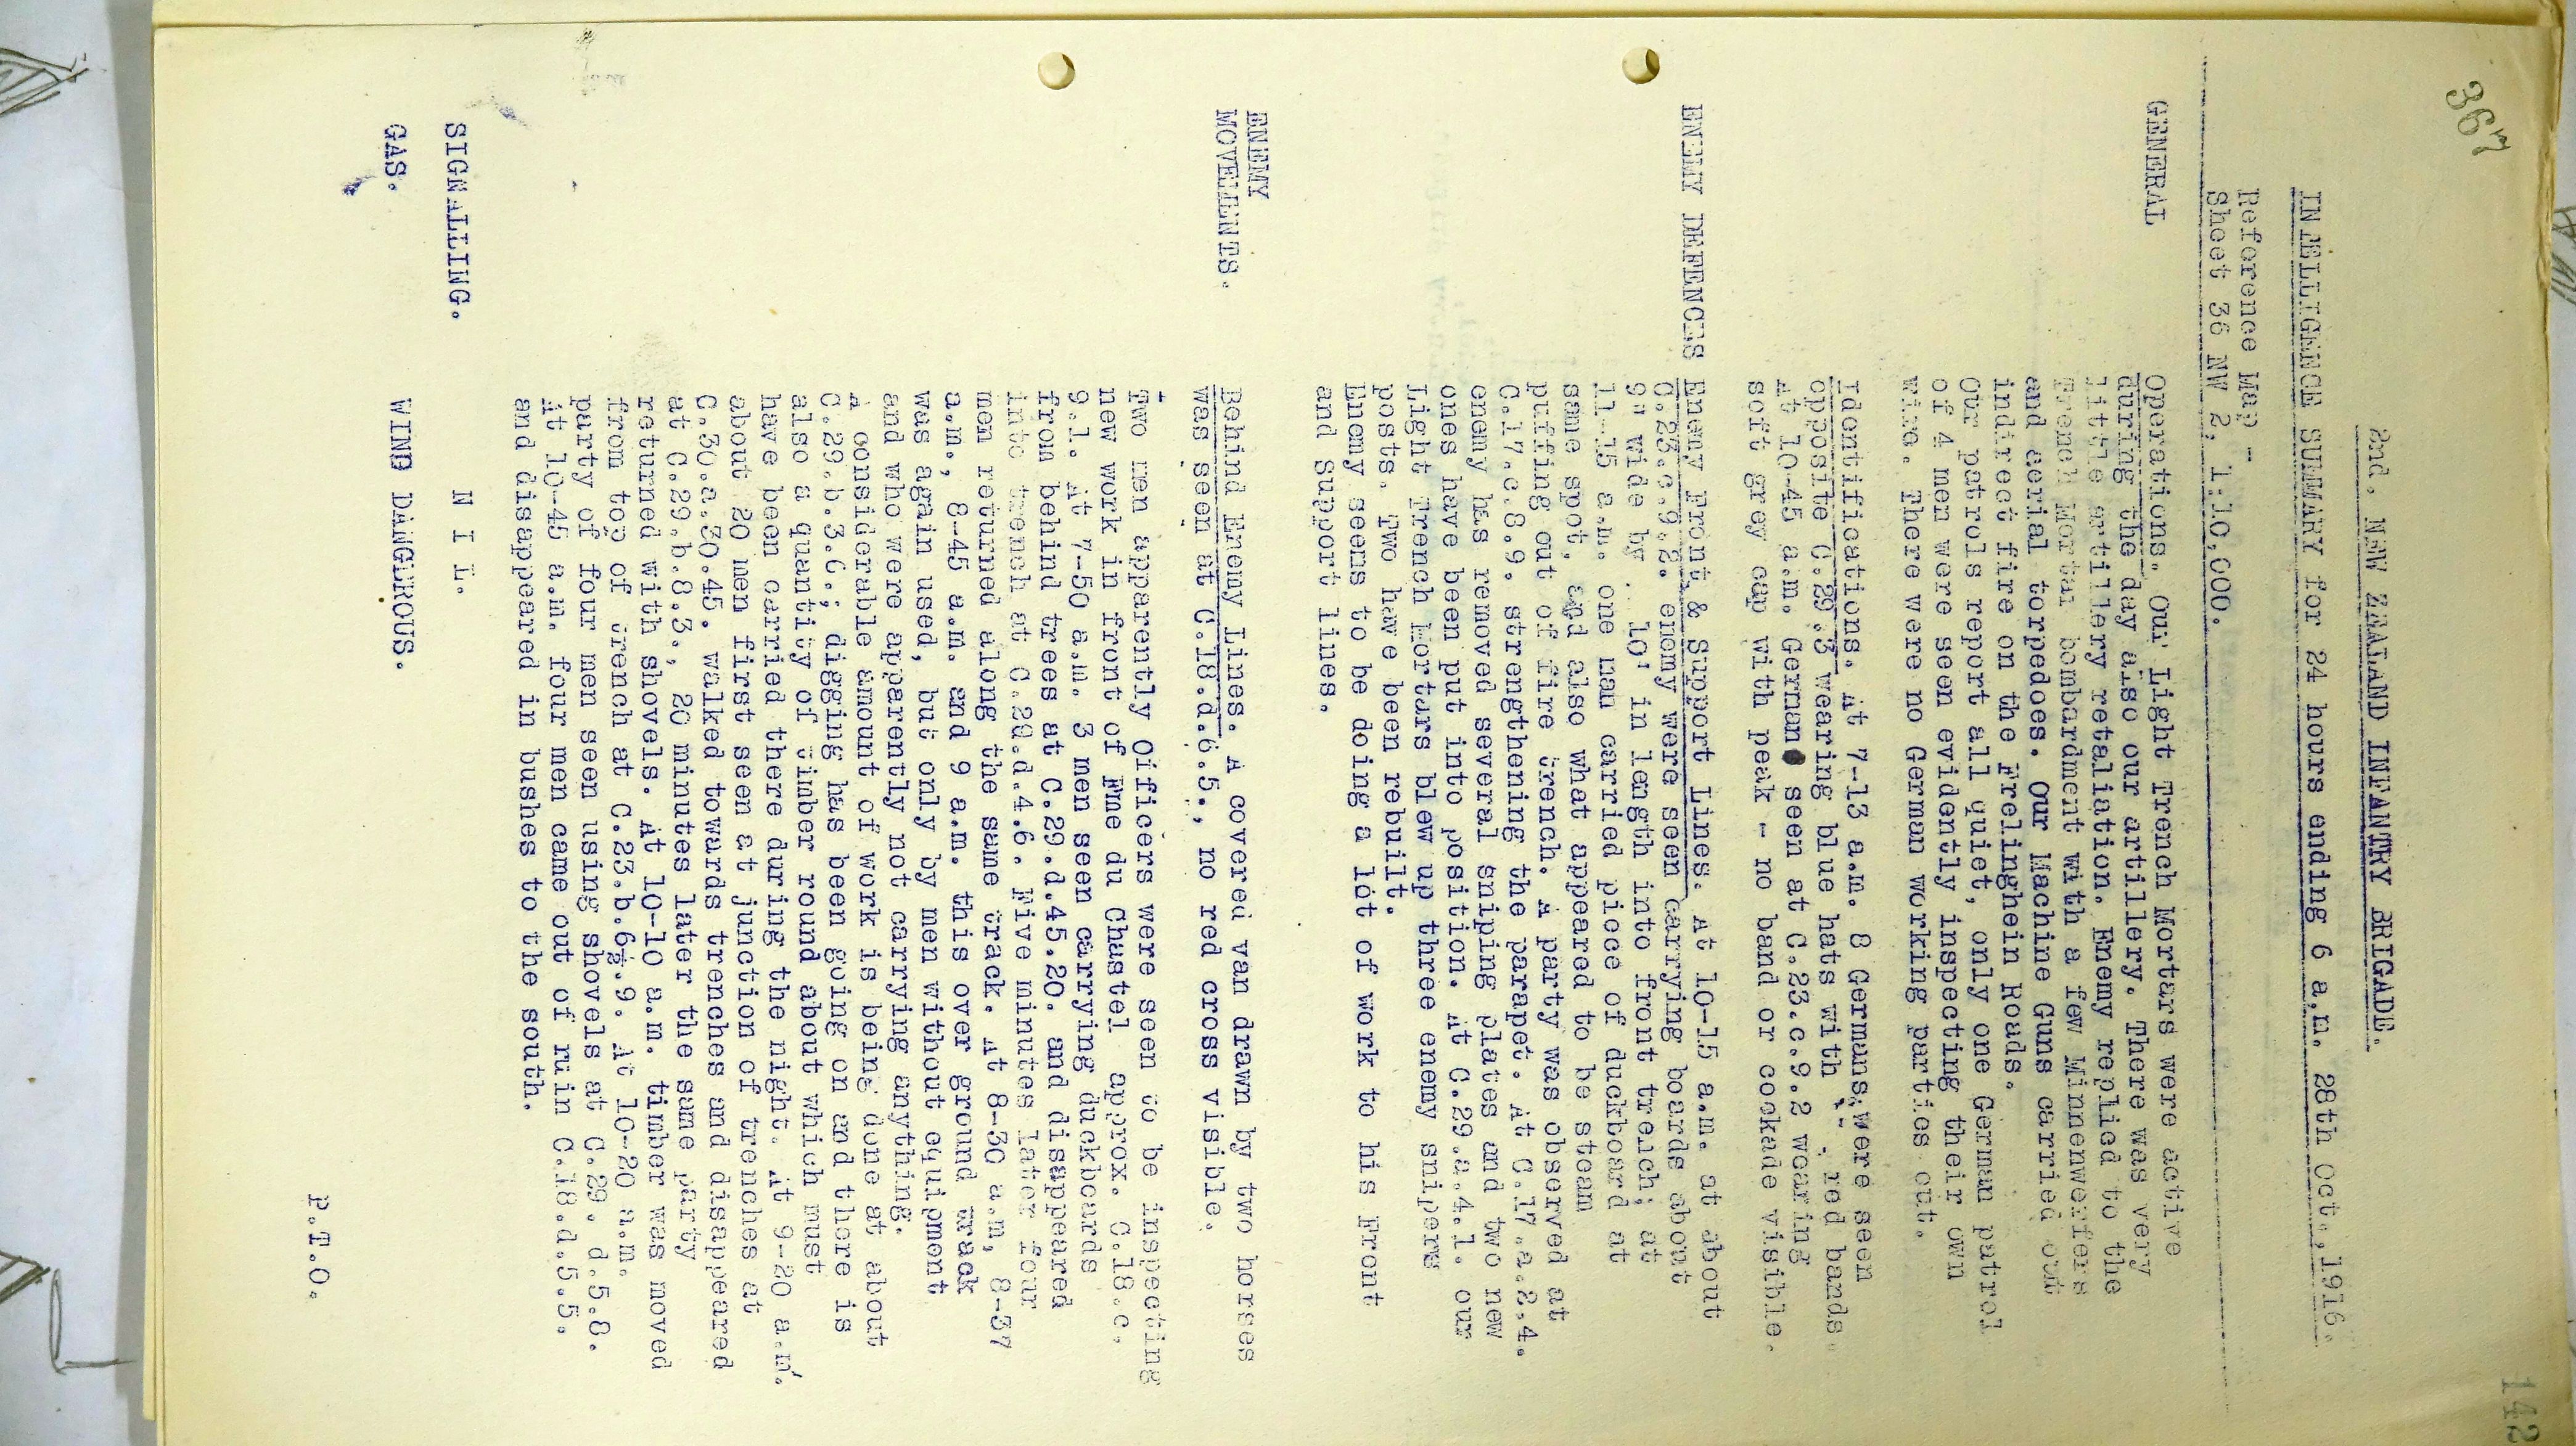 367
142
2nd. NEW ZEALAND INFANTRY BRIGADE.
INTELLIGENCE SUMMARY for 24 hours ending 6 a.m. 28th Oct.,1916.
Reference Map -
Sheet 36 NW 2, 1:10,000.
GENERAL Operations. Our Light Trench Mortars were active
during the day also our artillery. There was very
little artillery retaliation. Enemy replied to the
Trench Mortar bombardment with a few Minnenwerfers
and aerial torpedoes. Our Machine Guns carried out
indirect fire on the Frelinghein Roads.
Our patrols report all quiet, only one German patrol
of 4 men were seen evidently inspecting their own
wire. There were no German working parties out.
Identifications. At 7-13 a.m. 8 Germans were seen
opposite C.29.3 wearing blue hats with red bands.
At 10-45 a.m. German seen at C.23.c.9.2 wearing
soft grey cap with peak - no band or cockade visible.
ENEMY DEFENCES Enemy Front & Support Lines. At 10-15 a.m. at about
C.23.c.9.2. enemy were seen carrying boards about
9" wide by 10' in length into front trench; at
11-15 a.m. one man carried piece of duckboard at
same spot, and also what appeared to be steam
puffing out of fire trench. A party was observed at
C.17.c.8.9. strengthening the parapet. At C.17.a.2.4.
enemy has removed several sniping plates and two new
ones have been put into position. At C.29.a.4.1. our
Light Trench Mortars blew up three enemy snipers
posts. Two have been rebuilt.
Enemy seems to be doing a lot of work to his Front
and Support lines.
ENEMY
MOVEMENTS. Behind Enemy Lines. A covered van drawn by two horses
was seen at C.18.d.6.5., no red cross visible.
Two men apparently Officers were seen to be inspecting
new work in front of Fme du Chastel approx. C.18.c.
9.1. At 7-50 a.m. 3 men seen carrying duckboards
from behind trees at C.29.d.45.20. and disappeared
into trench at C.29.d.4.6. Five minutes later four
men returned along the same track. At 8-30 a.m, 8-37
a.m., 8-45 a.m. and 9 a.m. this over ground track
was again used, but only by men without equipment
and who were apparently not carrying anything.
A considerable amount of work is being done at about
C.29.b.3.6.; digging has been going on and there is
also a quantity of timber round about which must
have been carried there during the night. At 9-20 a.m.
about 20 men first seen at junction of trenches at
C.30.a.30.45. walked towards trenches and disappeared
at C.29.b.8.3., 20 minutes later the same party
returned with shovels. At 10-10 a.m. timber was moved
from top of trench at C.23.b.6½.9. At 10-20 a.m.
party of four men seen using shovels at C.29. d.5.8.
At 10-45 a.m. four men came out of ruin C.18.d.5.5.
and disappeared in bushes to the south.
SIGNALLING. N I L.
GAS. WIND DANGEROUS.
P.T.O.